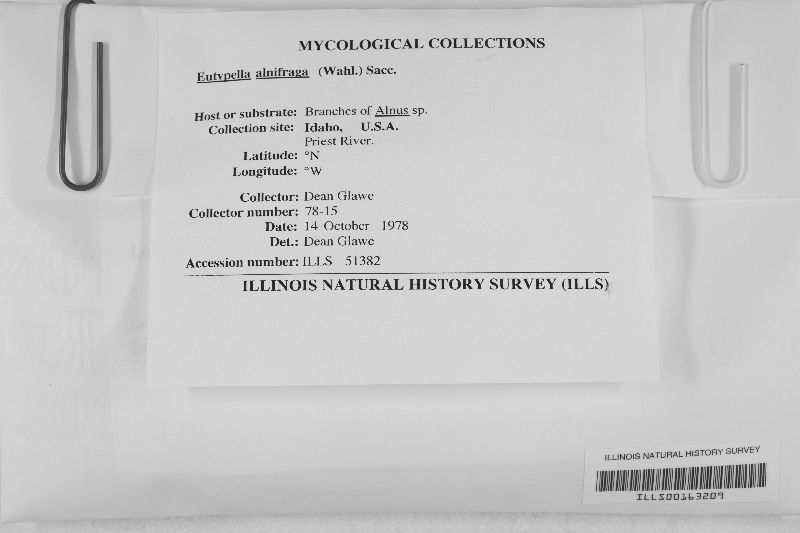 MYCOLOGICAL COLLECTIONS
Eutypella alnifraga (Wahl.) Sacc.
Host or substrate: Branches of Alnus sp.
Collection site: Idaho, U.S.A.
Priest River.
Latitude: °N
Longitude: °W
Collector: Dean Glawe
Collector number: 78-15
Date: 14 October 1978
Det.: Dean Glawe
Accession number: ILLS 51382
ILLINOIS NATURAL HISTORY SURVEY (ILLS)
ILLINOIS NATURAL HISTORY SURVEY
ILLS00163209